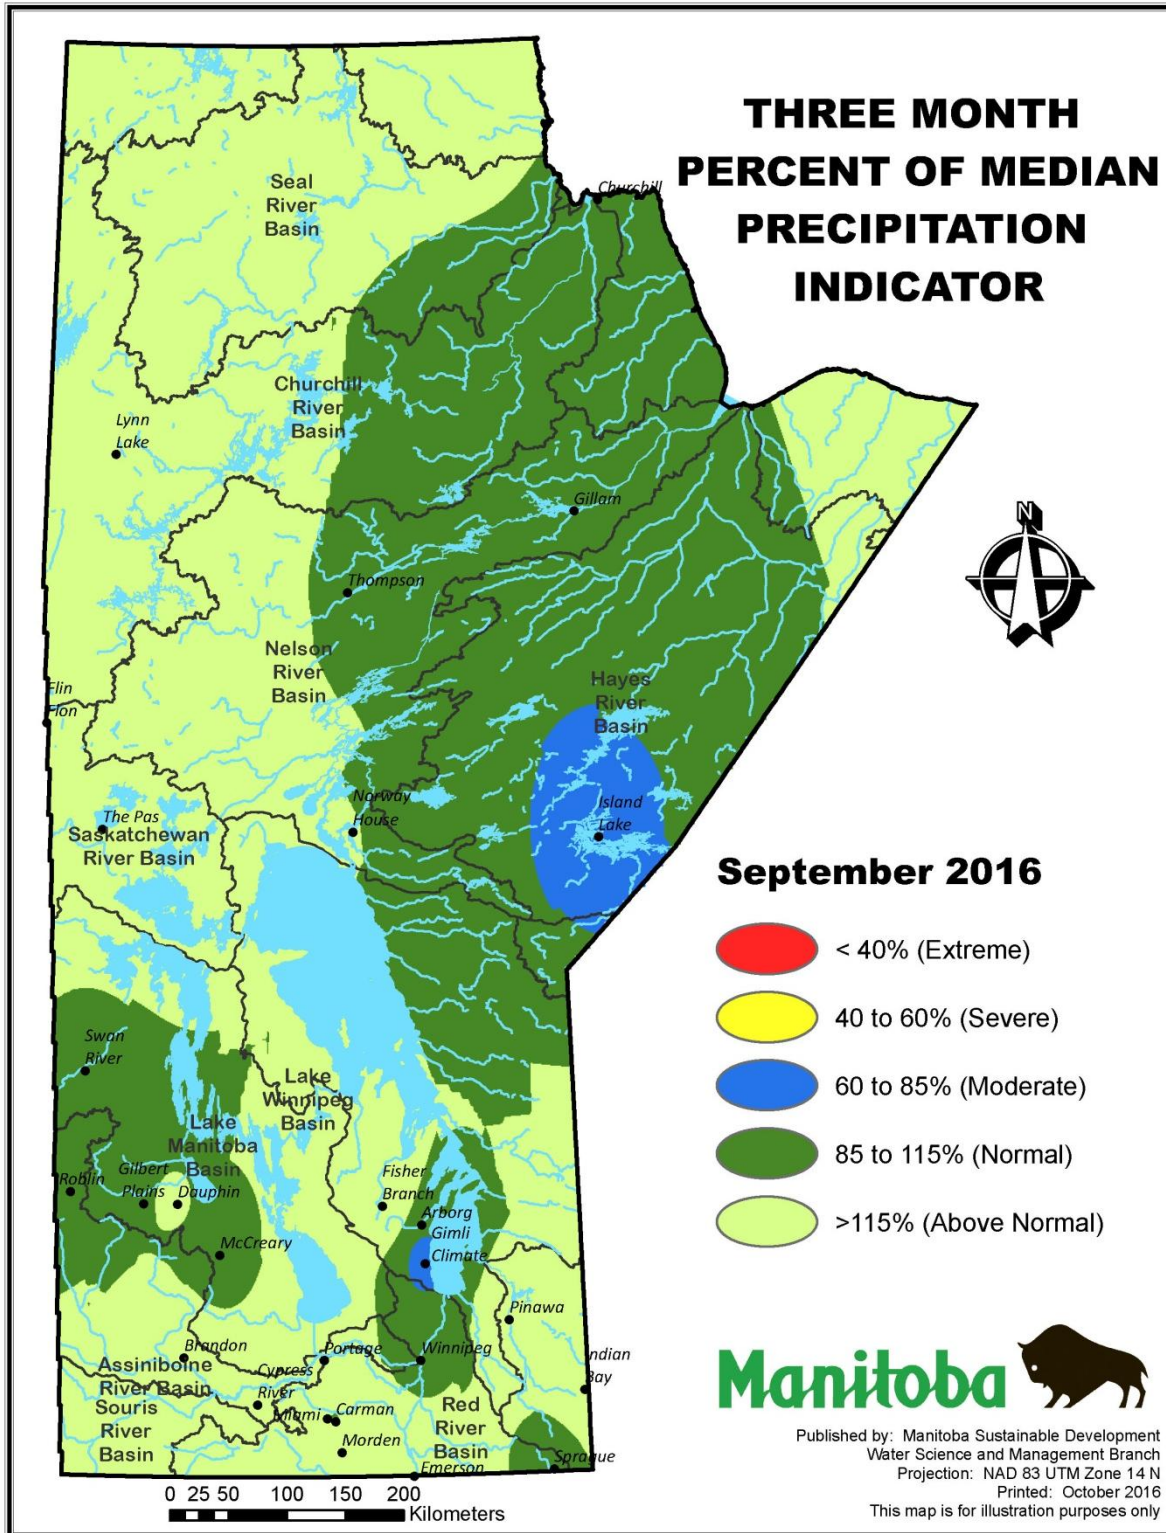 THREE MONTH
PERCENT OF MEDIAN
PRECIPITATION
INDICATOR
Churchill
Seal
River
Basin
Churchill
River
Basin
Lynn
Lake
Gillam
N
Thompson
Nelson
River
Basin
Hayes
River
Basin
Flin
Flon
Norway
House
Island
Lake
The Pas
Saskatchewan
River Basin
September 2016
< 40% (Extreme)
40 to 60% (Severe)
60 to 85% (Moderate)
85 to 115% (Normal)
>115% (Above Normal)
Swan
River
Lake
Winnipeg
Basin
Lake
Manitoba
Basin
Roblin
Gilbert
Plains
Dauphin
Fisher
Branch
Arborg
Gimli
Climate
McCreary
Pinawa
Brandon
Portage
Winnipeg
Indian
Bay
Assiniboine
River Basin
Cypress
River
Souris
River
Basin
Miami
Carman
Red
River
Basin
Morden
Emerson
Sprague
0 25 50 100 150 200
Kilometers
Manitoba
Published by: Manitoba Sustainable Development
Water Science and Management Branch
Projection: NAD 83 UTM Zone 14 N
Printed: October 2016
This map is for illustration purposes only